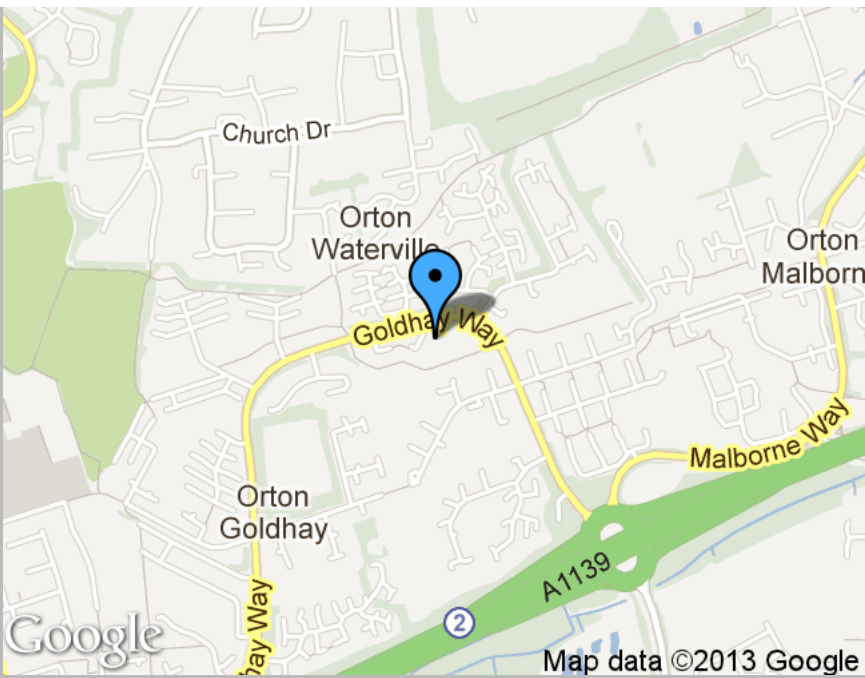 Church Dr
Orton
Waterville
Orton
Malborn
Goldhay Way
Malborne Way
Orton
Goldhay
A1139
hay Way
2
Google
Map data ©2013 Google